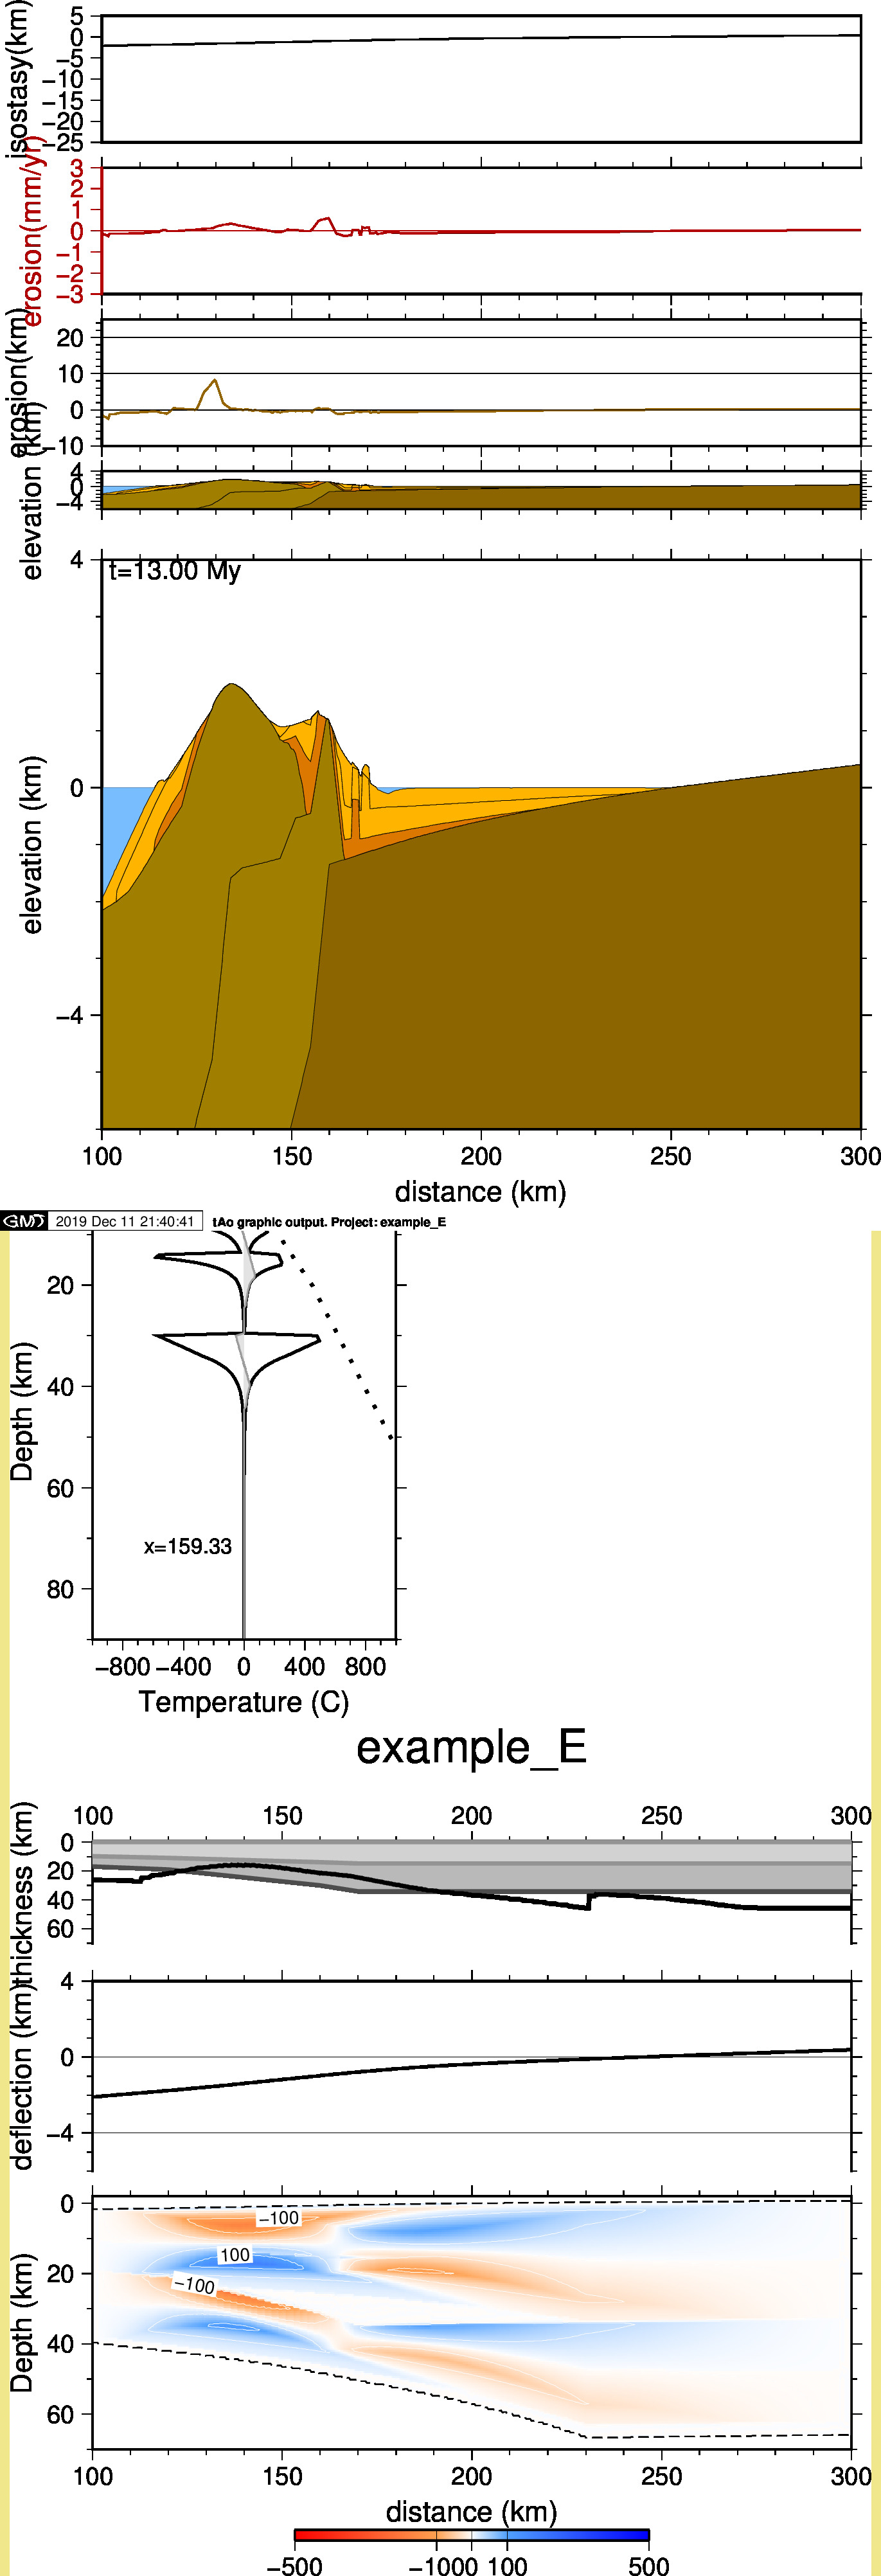 5
0
−5
−10
−15
−20
−25
isostasy(km)
3
2
1
0
−1
−2
−3
erosion(mm/yr)
20
10
0
−10
erosion(km)
4
0
−4
elevation (km)
t=13.00 My
4
0
−4
elevation (km)
100 150 200 250 300
distance (km)
GMT 2019 Dec 11 21:40:41 tAo graphic output. Project: example_E
20
40
60
80
Depth (km)
x=159.33
−800 −400 0 400 800
Temperature (C)
example_E
100 150 200 250 300
0
20
40
60
thickness (km)
4
0
−4
deflection (km)
0
20
40
60
Depth (km)
−100
100
−100
100 150 200 250 300
distance (km)
−500 −100 0 100 500